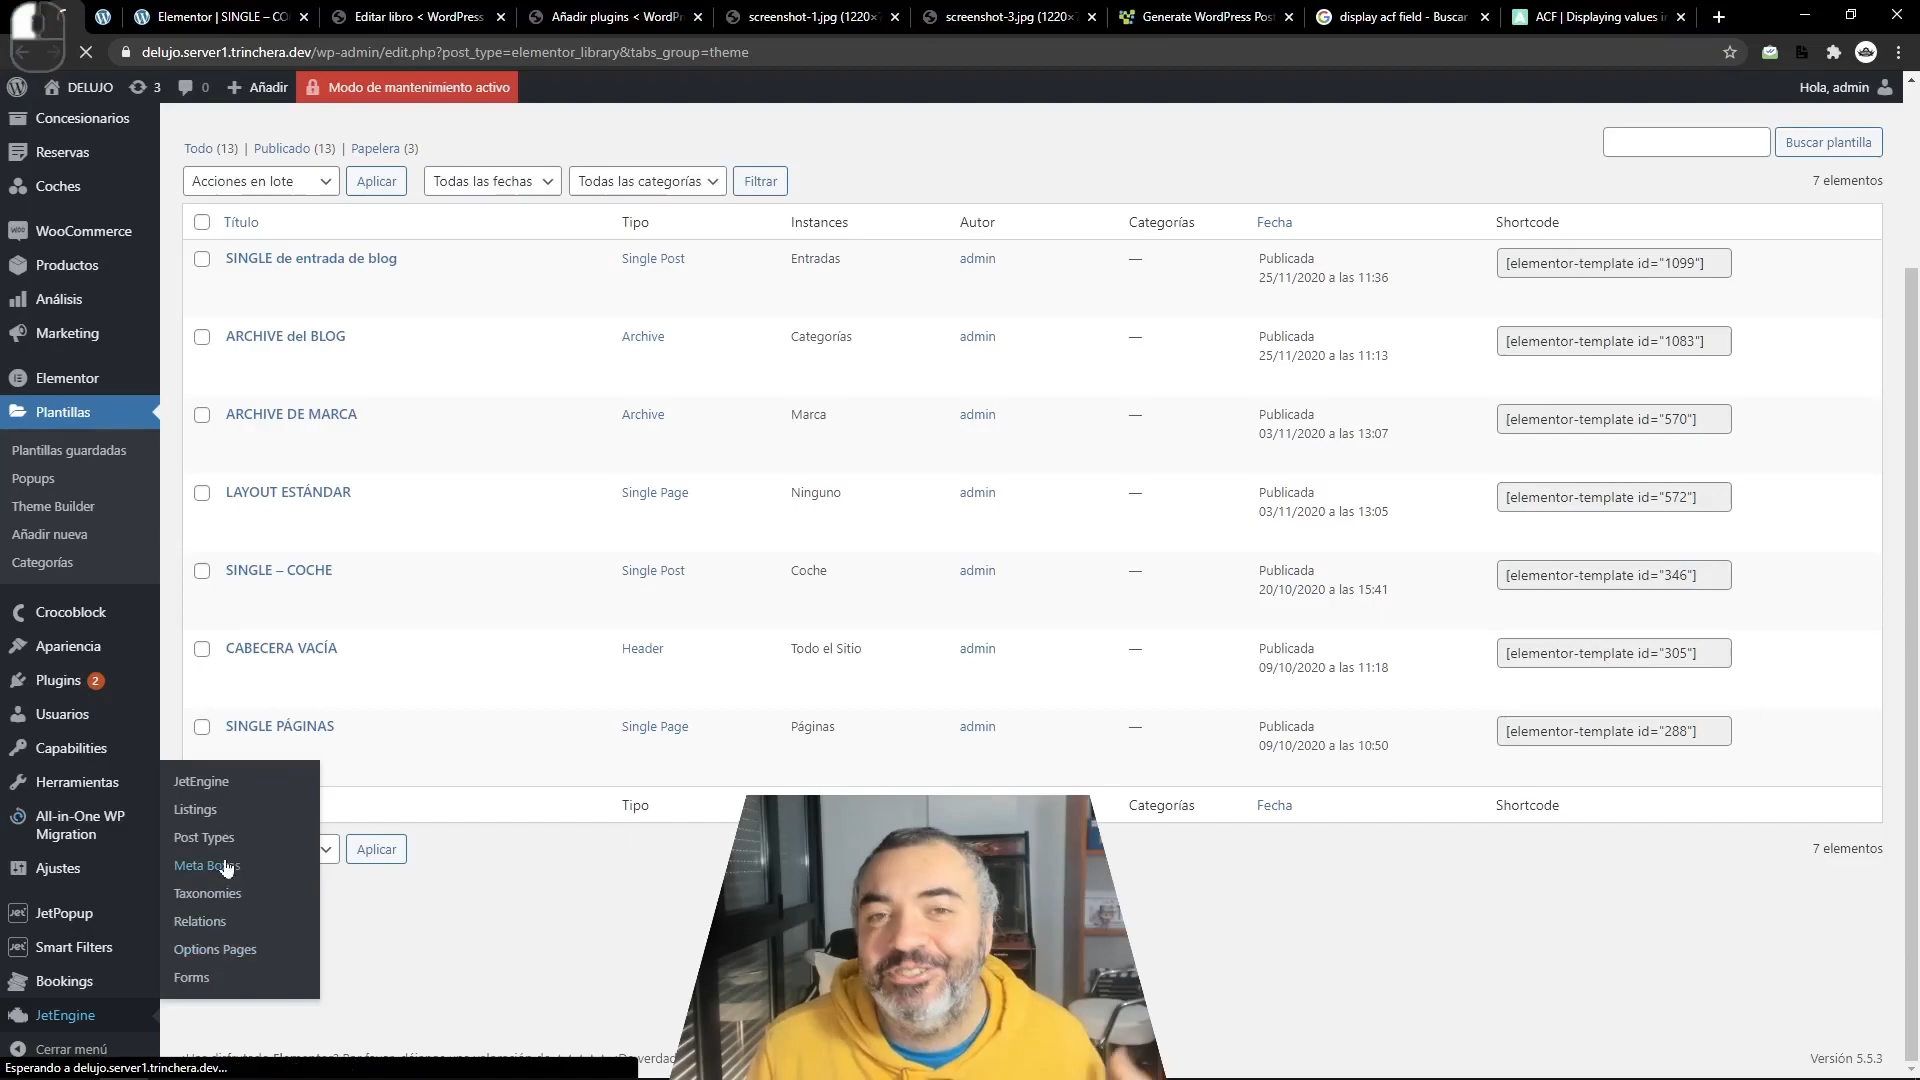 Elementor | SINGLE – CO
Editar libro < WordPress
Añadir plugins < WordPr
screenshot-1.jpg (1220×
screenshot-3.jpg (1220×
Generate WordPress Pos
display acf field - Buscar
ACF | Displaying values i
delujo.server1.trinchera.dev/wp-admin/edit.php?post_type=elementor_library&tabs_group=theme
DELUJO 3 0 Añadir Modo de mantenimiento activo Hola, admin
Concesionarios
Reservas
Coches
WooCommerce
Productos
Análisis
Marketing
Elementor
Plantillas
Plantillas guardadas
Popups
Theme Builder
Añadir nueva
Categorías
Crocoblock
Apariencia
Plugins 2
Usuarios
Capabilities
Herramientas
All-in-One WP
Migration
Ajustes
JetPopup
Smart Filters
Bookings
JetEngine
Cerrar menú
JetEngine
Listings
Post Types
Meta Bo
Taxonomies
Relations
Options Pages
Forms
Todo (13) | Publicado (13) | Papelera (3)
Buscar plantilla
Acciones en lote Aplicar Todas las fechas Todas las categorías Filtrar 7 elementos
Título Tipo Instances Autor Categorías Fecha Shortcode
SINGLE de entrada de blog Single Post Entradas admin — Publicada [elementor-template id="1099"]
25/11/2020 a las 11:36
ARCHIVE del BLOG Archive Categorías admin — Publicada [elementor-template id="1083"]
25/11/2020 a las 11:13
ARCHIVE DE MARCA Archive Marca admin — Publicada [elementor-template id="570"]
03/11/2020 a las 13:07
LAYOUT ESTÁNDAR Single Page Ninguno admin — Publicada [elementor-template id="572"]
03/11/2020 a las 13:05
SINGLE – COCHE Single Post Coche admin — Publicada [elementor-template id="346"]
20/10/2020 a las 15:41
CABECERA VACÍA Header Todo el Sitio admin — Publicada [elementor-template id="305"]
09/10/2020 a las 11:18
SINGLE PÁGINAS Single Page Páginas admin — Publicada [elementor-template id="288"]
09/10/2020 a las 10:50
Tipo Categorías Fecha Shortcode
Aplicar 7 elementos
Versión 5.5.3
Esperando a delujo.server1.trinchera.dev...